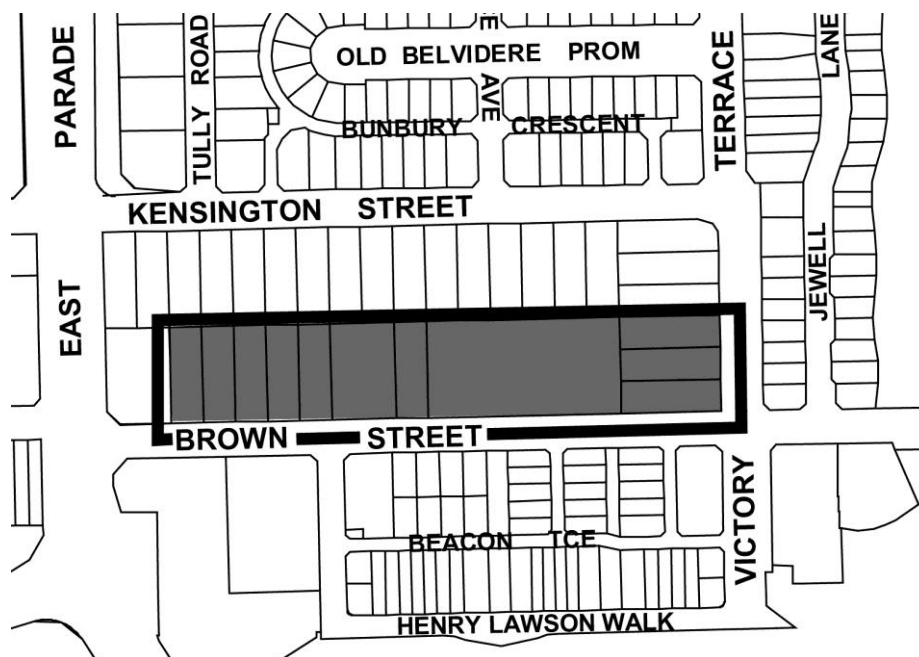 PARADE
TULLY ROAD
OLD BELVIDERE PROM
AVE
BUNBURY CRESCENT
TERRACE
LANE
KENSINGTON STREET
EAST
JEWELL
BROWN STREET
VICTORY
BEACON TCE
HENRY LAWSON WALK